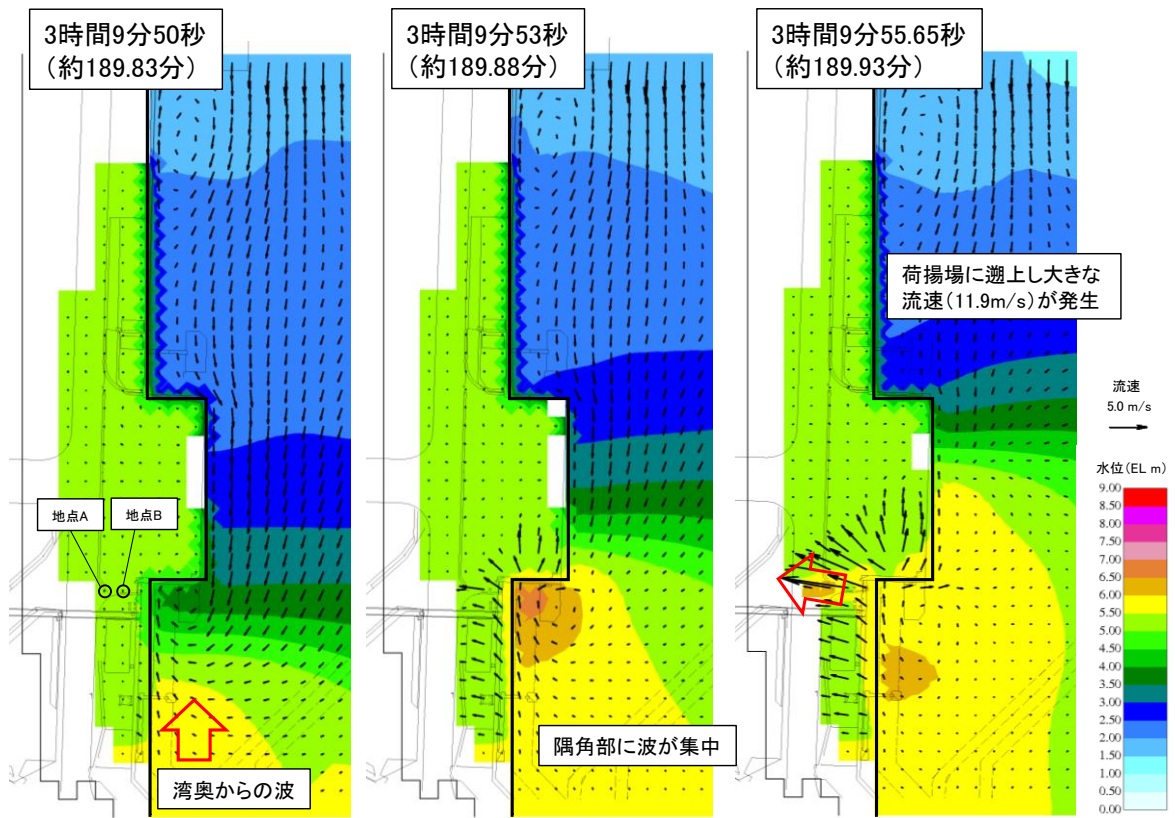 3時間9分50秒
（約189.83分）
3時間9分53秒
（約189.88分）
3時間9分55.65秒
（約189.93分）
荷揚場に遡上し大きな
流速（11.9m/s）が発生
流速
5.0 m/s
水位（EL m）
9.00
8.50
8.00
7.50
7.00
6.50
6.00
5.50
5.00
4.50
4.00
3.50
3.00
2.50
2.00
1.50
1.00
0.50
0.00
地点A
地点B
湾奥からの波
隅角部に波が集中